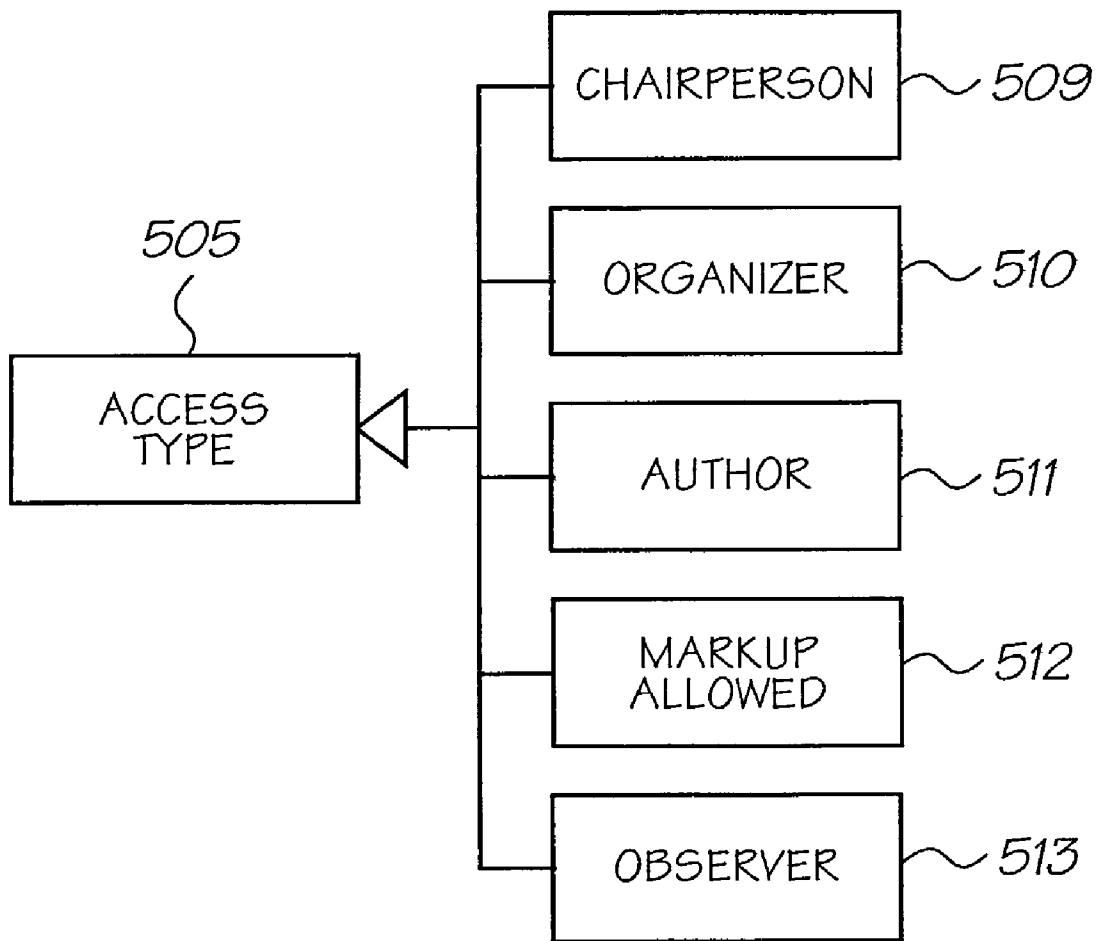 CHAIRPERSON
509
ORGANIZER
510
505
ACCESS
TYPE
AUTHOR
511
MARKUP
ALLOWED
512
OBSERVER
513